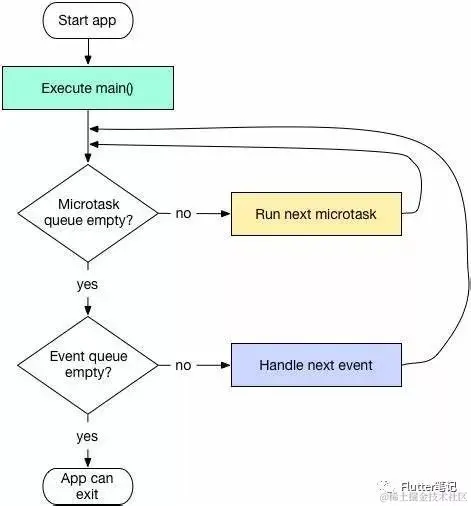 Start app
Execute main()
Microtask
queue empty?
no
Run next microtask
yes
Event queue
empty?
no
Handle next event
yes
App can
exit
Flutter笔记
@稀土掘金技术社区